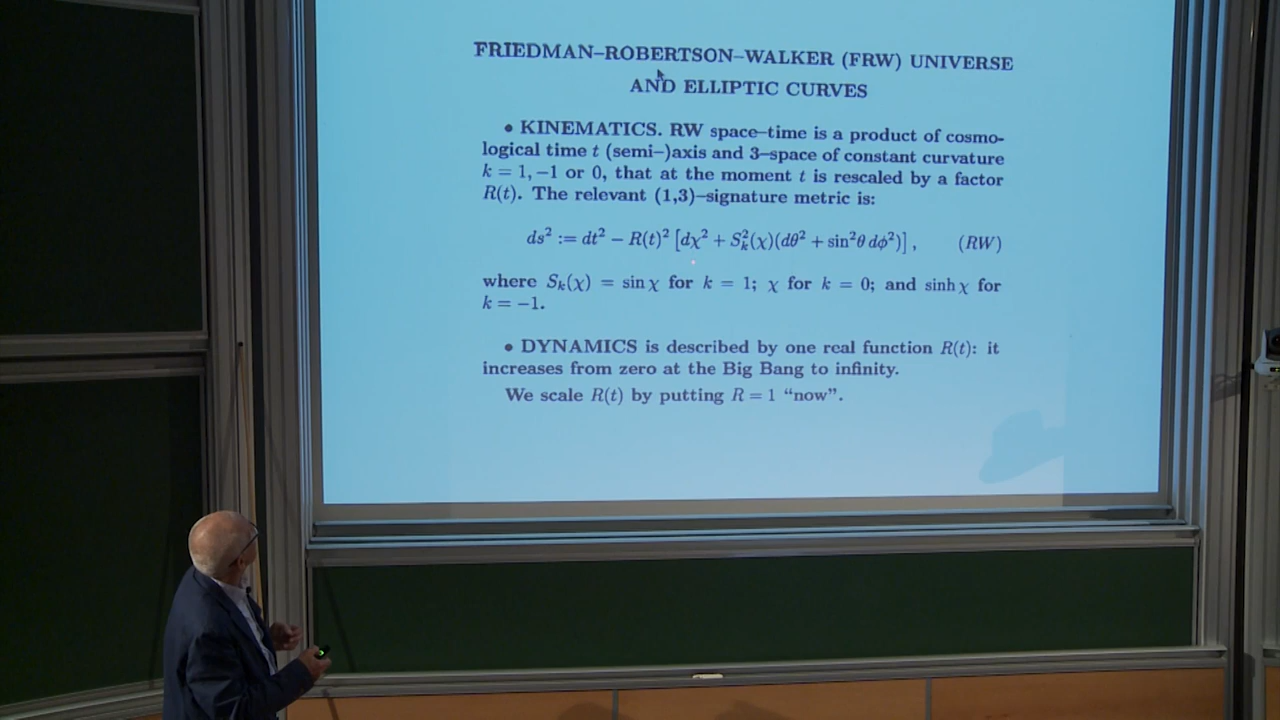 FRIEDMAN–ROBERTSON–WALKER (FRW) UNIVERSE
AND ELLIPTIC CURVES
• KINEMATICS. RW space–time is a product of cosmo-
logical time t (semi–)axis and 3–space of constant curvature
k = 1, −1 or 0, that at the moment t is rescaled by a factor
R(t). The relevant (1,3)–signature metric is:
ds² := dt² − R(t)² [dχ² + S²ₖ(χ)(dθ² + sin²θ dϕ²)], (RW)
where Sₖ(χ) = sin χ for k = 1; χ for k = 0; and sinh χ for
k = −1.
• DYNAMICS is described by one real function R(t): it
increases from zero at the Big Bang to infinity.
We scale R(t) by putting R = 1 “now”.